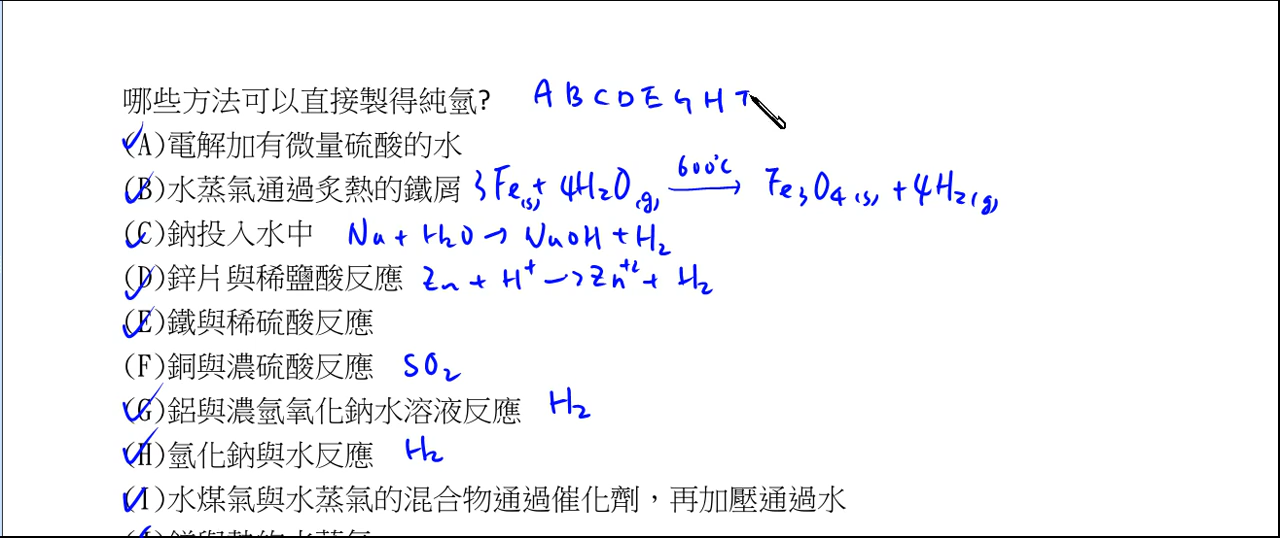 哪些方法可以直接製得純氫? A B C D E G H I
(A)電解加有微量硫酸的水
(B)水蒸氣通過炙熱的鐵屑 3Fe(s)+ 4H2O(g) 600℃ → Fe3O4(s) + 4H2(g)
(C)鈉投入水中 Na + H2O → NaOH + H2
(D)鋅片與稀鹽酸反應 Zn + H+ → Zn+2 + H2
(E)鐵與稀硫酸反應
(F)銅與濃硫酸反應 SO2
(G)鋁與濃氫氧化鈉水溶液反應 H2
(H)氫化鈉與水反應 H2
(I)水煤氣與水蒸氣的混合物通過催化劑，再加壓通過水